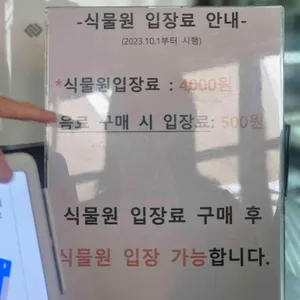 -식물원 입장료 안내-
(2023.10.1부터 시행)
*식물원입장료 : 4000원
음료 구매 시 입장료: 500원
식물원 입장료 구매 후
식물원 입장 가능합니다.